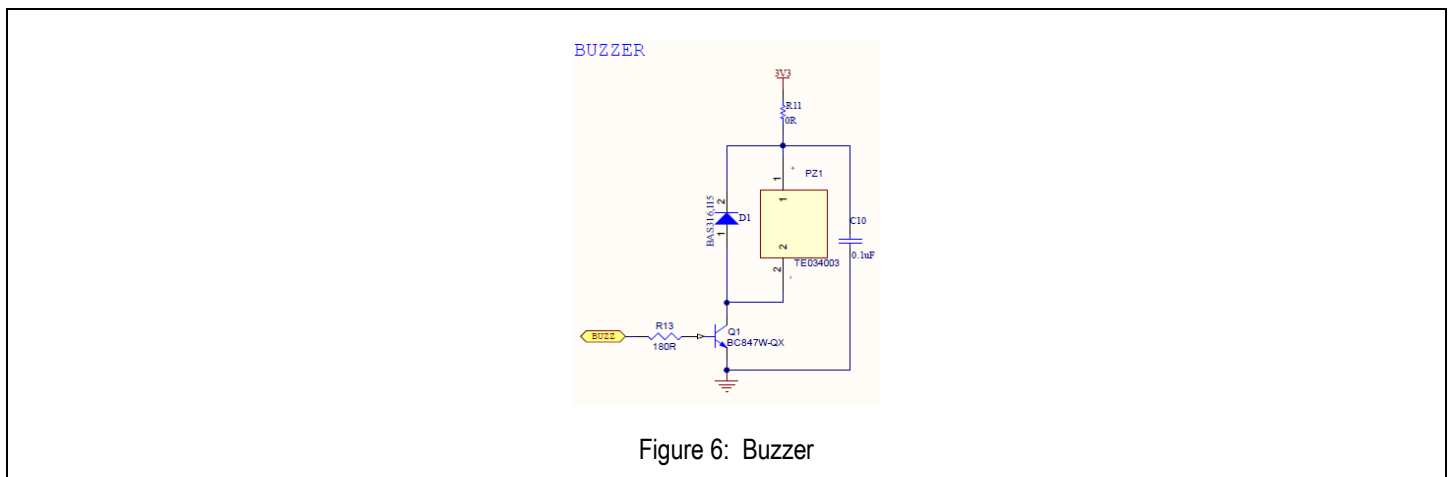 BUZZER
3V3
R11
0R
1
+
PZ1
1
2
BAS316,115
D1
1
C10
0.1uF
2
TE034003
2
-
BUZZ
R13
180R
Q1
BC847W-QX
Figure 6: Buzzer